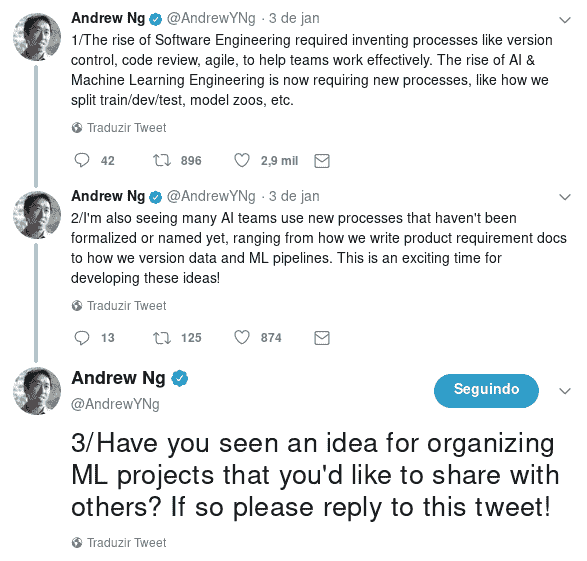 Andrew Ng @AndrewYNg · 3 de jan
1/The rise of Software Engineering required inventing processes like version
control, code review, agile, to help teams work effectively. The rise of AI &
Machine Learning Engineering is now requiring new processes, like how we
split train/dev/test, model zoos, etc.
Traduzir Tweet
42 896 2,9 mil
Andrew Ng @AndrewYNg · 3 de jan
2/I'm also seeing many AI teams use new processes that haven't been
formalized or named yet, ranging from how we write product requirement docs
to how we version data and ML pipelines. This is an exciting time for
developing these ideas!
Traduzir Tweet
13 125 874
Andrew Ng
@AndrewYNg
Seguindo
3/Have you seen an idea for organizing
ML projects that you'd like to share with
others? If so please reply to this tweet!
Traduzir Tweet